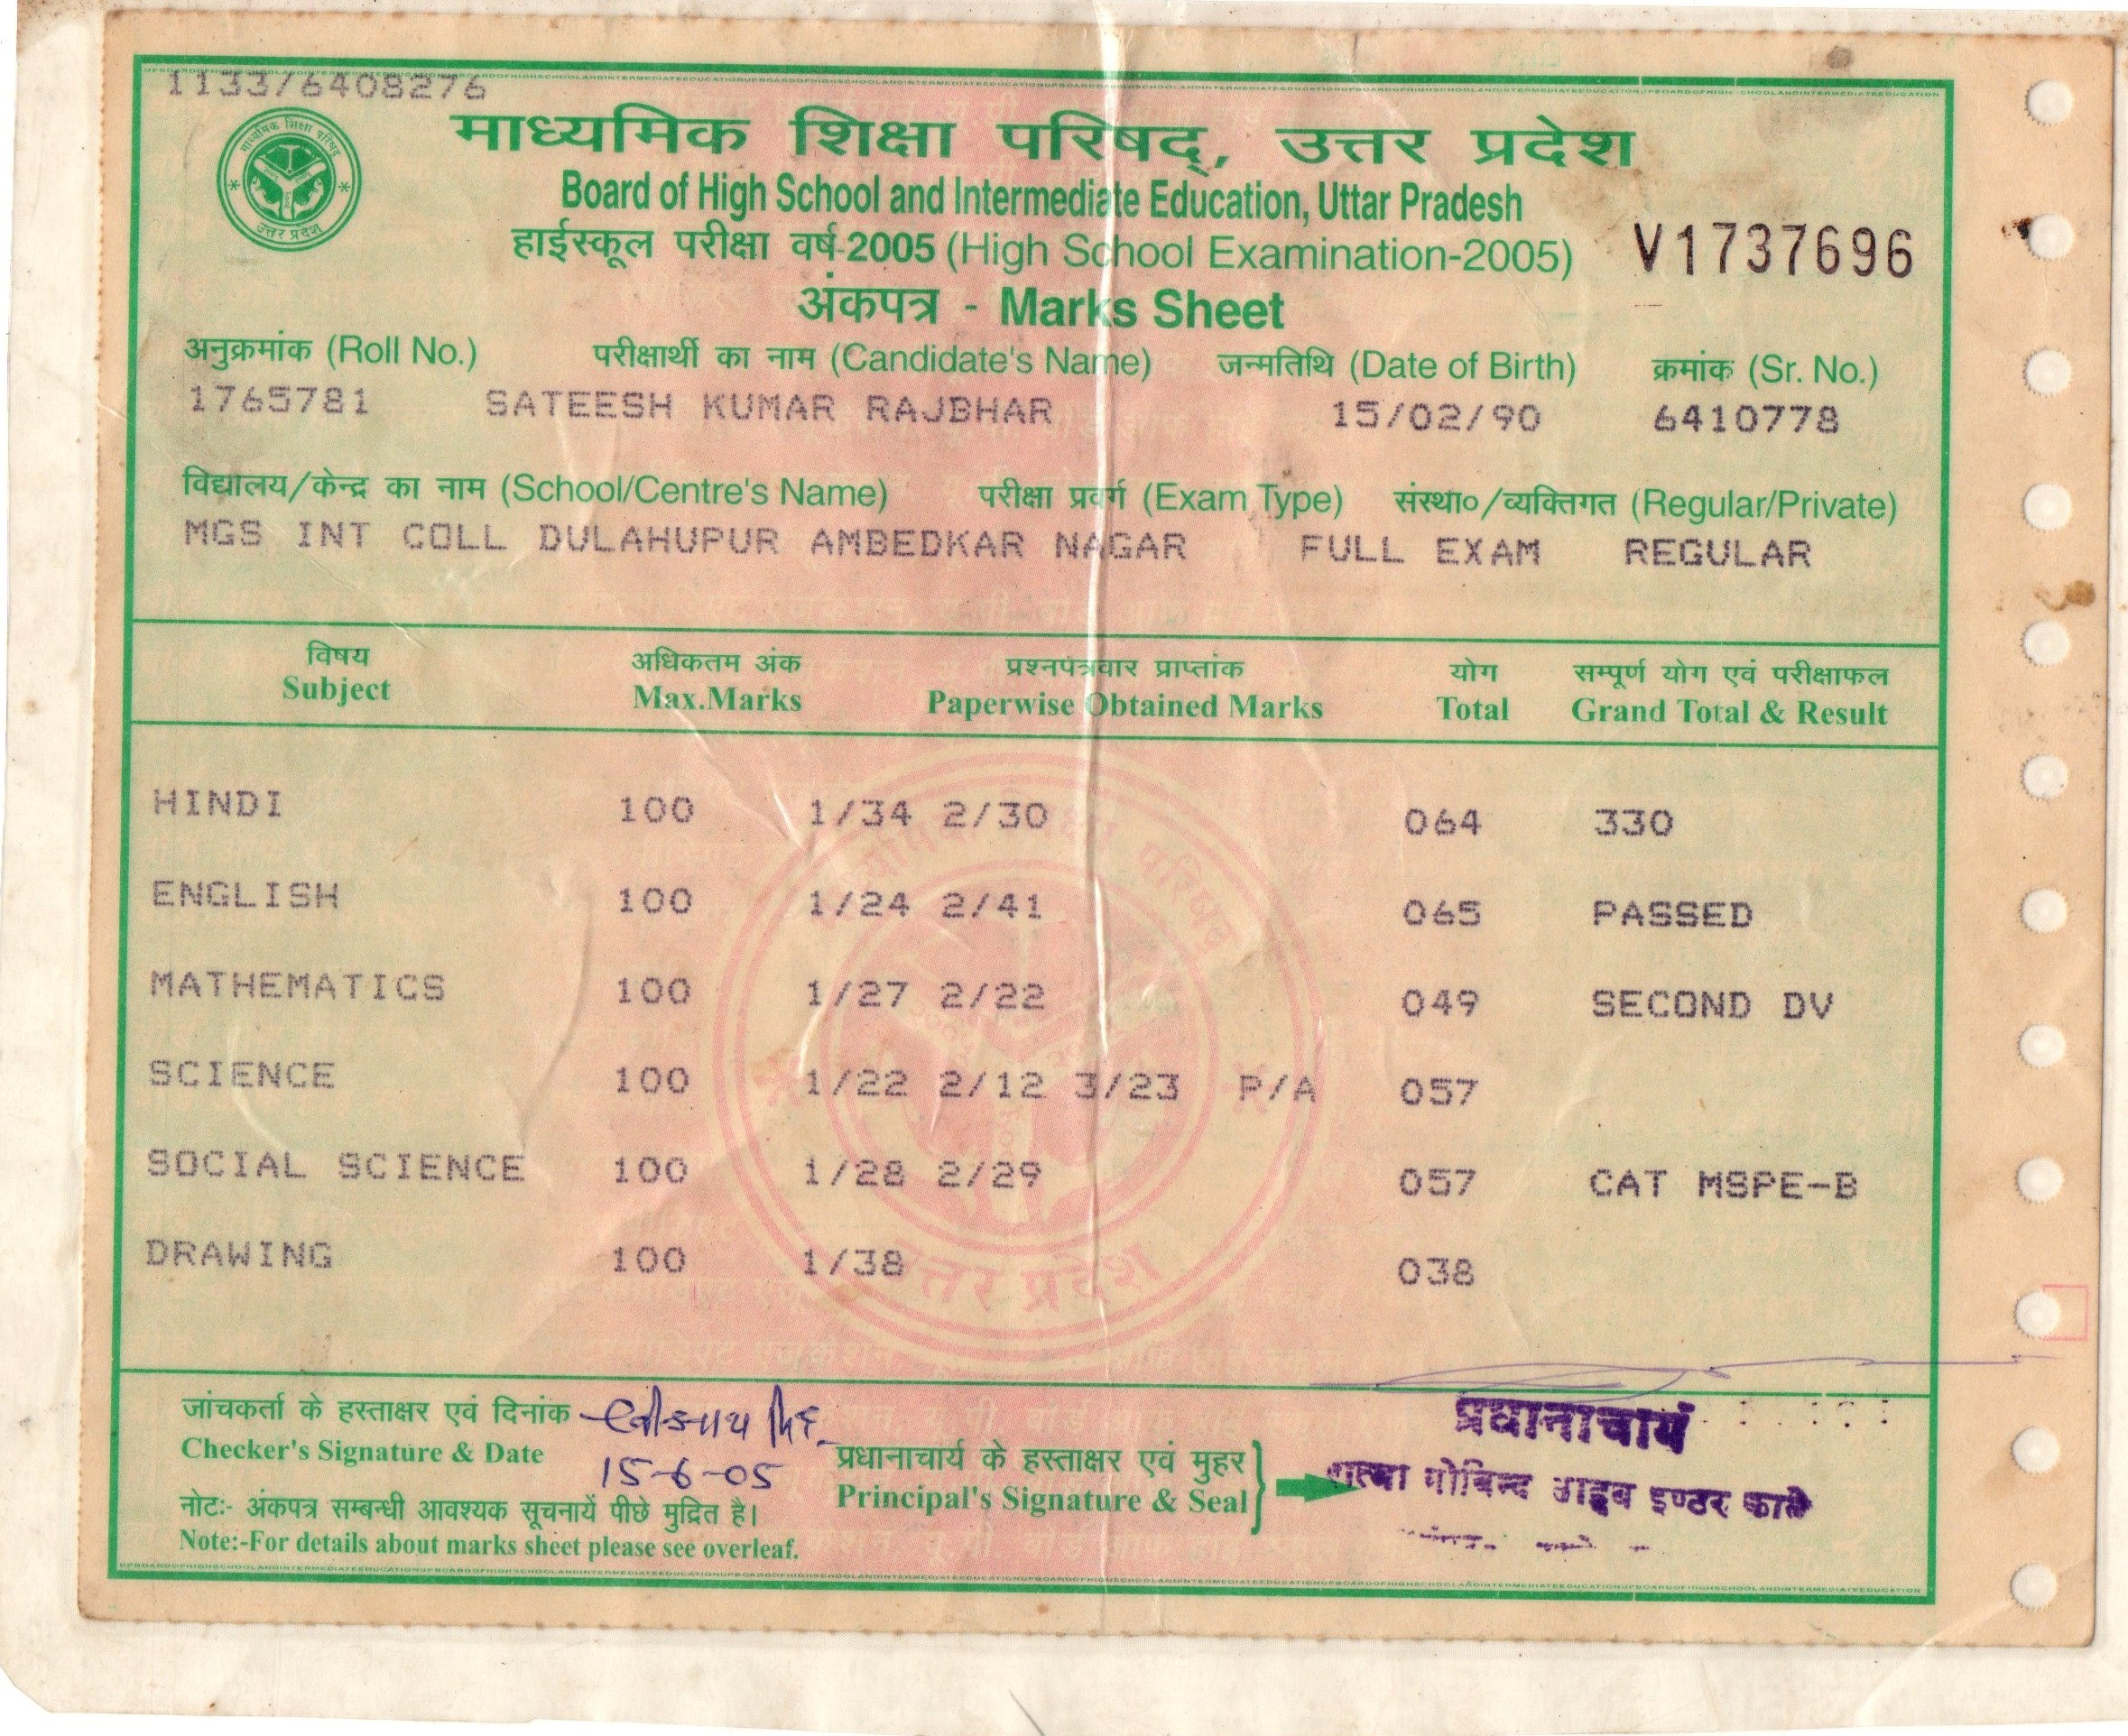 1133/6408276
माध्यमिक शिक्षा परिषद्, उत्तर प्रदेश
Board of High School and Intermediate Education, Uttar Pradesh
हाईस्कूल परीक्षा वर्ष-2005 (High School Examination-2005)
V1737696
अंकपत्र - Marks Sheet
अनुक्रमांक (Roll No.) परीक्षार्थी का नाम (Candidate's Name) जन्मतिथि (Date of Birth) क्रमांक (Sr. No.)
1765781 SATEESH KUMAR RAJBHAR 15/02/90 6410778
विद्यालय/केन्द्र का नाम (School/Centre's Name) परीक्षा प्रवर्ग (Exam Type) संस्था०/व्यक्तिगत (Regular/Private)
MGS INT COLL DULAHUPUR AMBEDKAR NAGAR FULL EXAM REGULAR
विषय अधिकतम अंक प्रश्नपत्रवार प्राप्तांक योग सम्पूर्ण योग एवं परीक्षाफल
Subject Max.Marks Paperwise Obtained Marks Total Grand Total & Result
HINDI 100 1/34 2/30 064 330
ENGLISH 100 1/24 2/41 065 PASSED
MATHEMATICS 100 1/27 2/22 049 SECOND DV
SCIENCE 100 1/22 2/12 3/23 P/A 057
SOCIAL SCIENCE 100 1/28 2/29 057 CAT MSPE-B
DRAWING 100 1/38 038
उत्तर प्रदेश
जांचकर्ता के हस्ताक्षर एवं दिनांक
Checker's Signature & Date
15-6-05
प्रधानाचार्य के हस्ताक्षर एवं मुहर
Principal's Signature & Seal
प्रधानाचार्य
गोबिन्द साहब इण्टर
नोटः- अंकपत्र सम्बन्धी आवश्यक सूचनायें पीछे मुद्रित है।
Note:-For details about marks sheet please see overleaf.